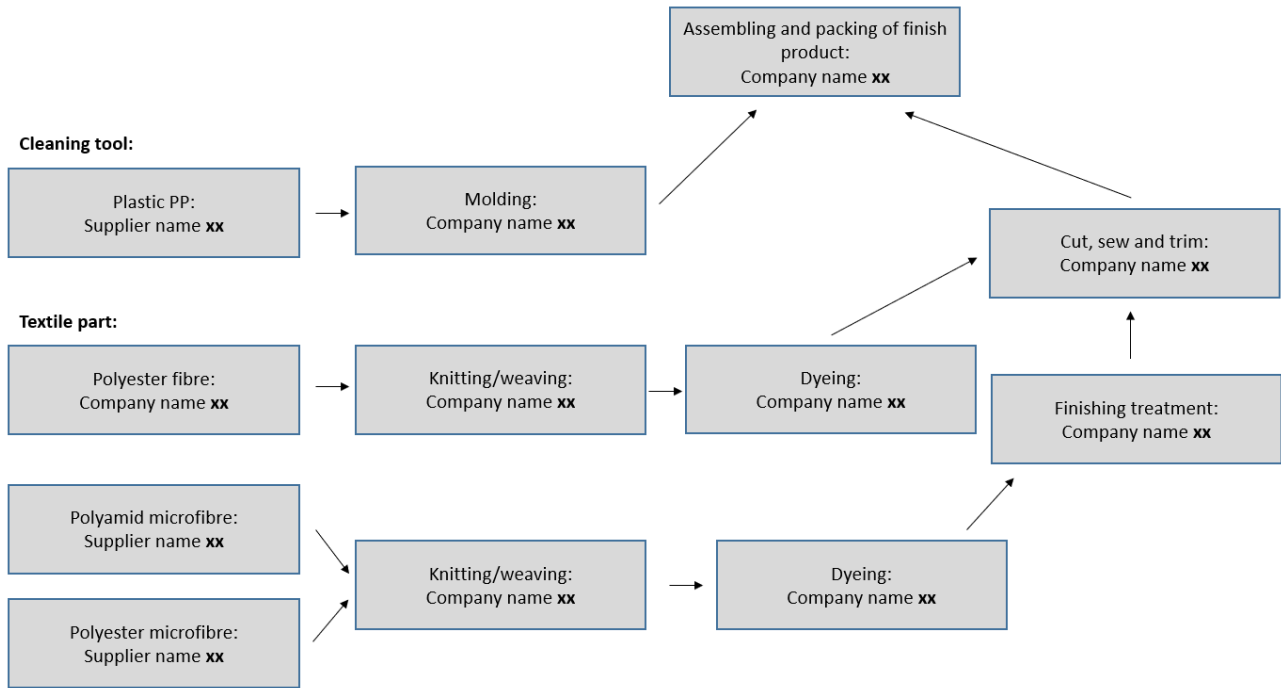 Assembling and packing of finish
product:
Company name xx
Cleaning tool:
Plastic PP:
Supplier name xx
Molding:
Company name xx
Cut, sew and trim:
Company name xx
Textile part:
Polyester fibre:
Company name xx
Knitting/weaving:
Company name xx
Dyeing:
Company name xx
Finishing treatment:
Company name xx
Polyamid microfibre:
Supplier name xx
Knitting/weaving:
Company name xx
Dyeing:
Company name xx
Polyester microfibre:
Supplier name xx